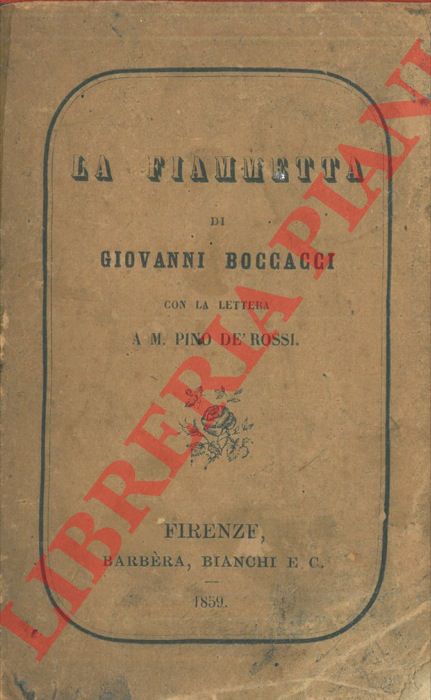 LA FIAMMETTA
DI
GIOVANNI BOCCACCI
CON LA LETTERA
A M. PINO DE' ROSSI.
FIRENZE,
BARBÈRA, BIANCHI E C.
1859.
LIBRERIA PIANI